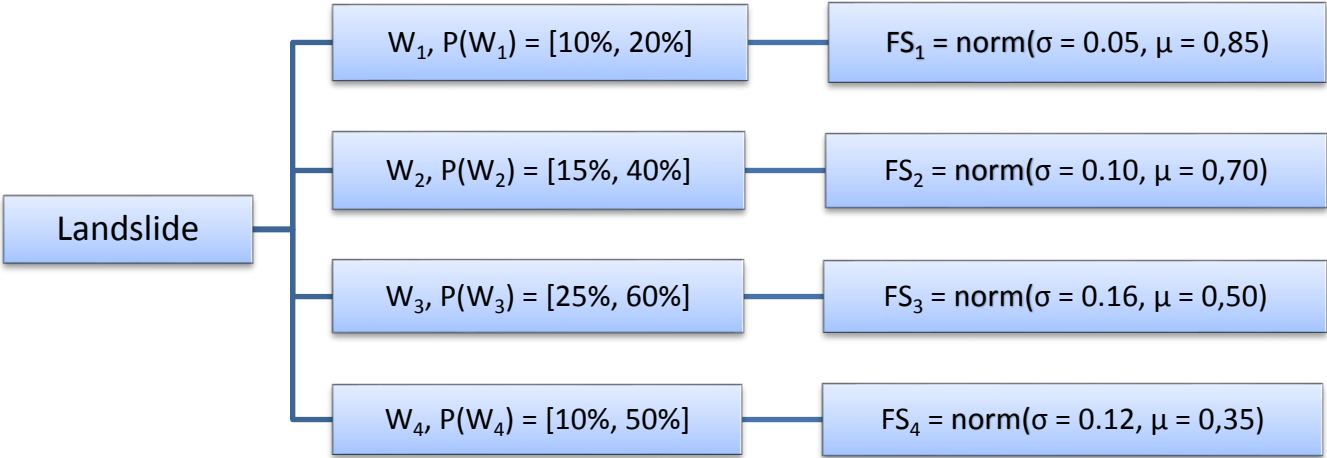 W₁, P(W₁) = [10%, 20%]
FS₁ = norm(σ = 0.05, µ = 0,85)
W₂, P(W₂) = [15%, 40%]
FS₂ = norm(σ = 0.10, µ = 0,70)
Landslide
W₃, P(W₃) = [25%, 60%]
FS₃ = norm(σ = 0.16, µ = 0,50)
W₄, P(W₄) = [10%, 50%]
FS₄ = norm(σ = 0.12, µ = 0,35)